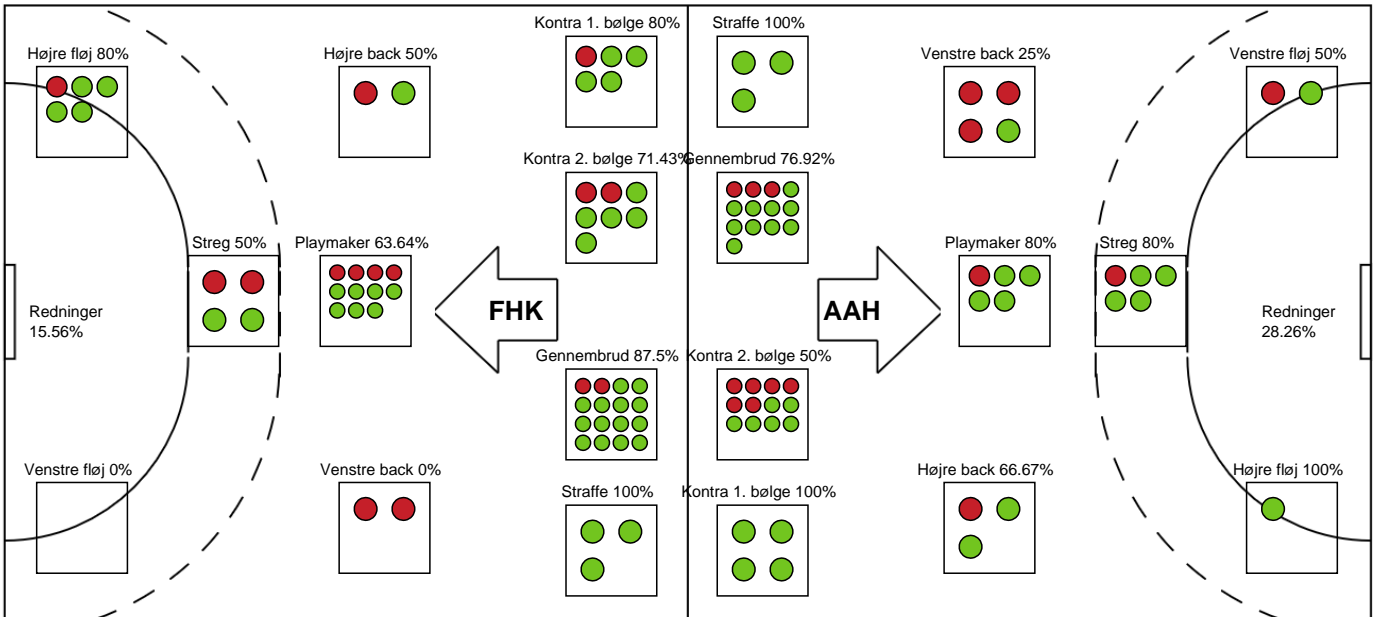 Kontra 1. bølge 80%
Straffe 100%
Højre fløj 80%
Højre back 50%
Venstre back 25%
Venstre fløj 50%
Kontra 2. bølge 71.43%
Gennembrud 76.92%
Streg 50%
Playmaker 63.64%
Playmaker 80%
Streg 80%
Redninger
15.56%
FHK
AAH
Redninger
28.26%
Gennembrud 87.5%
Kontra 2. bølge 50%
Venstre fløj 0%
Venstre back 0%
Højre back 66.67%
Højre fløj 100%
Straffe 100%
Kontra 1. bølge 100%